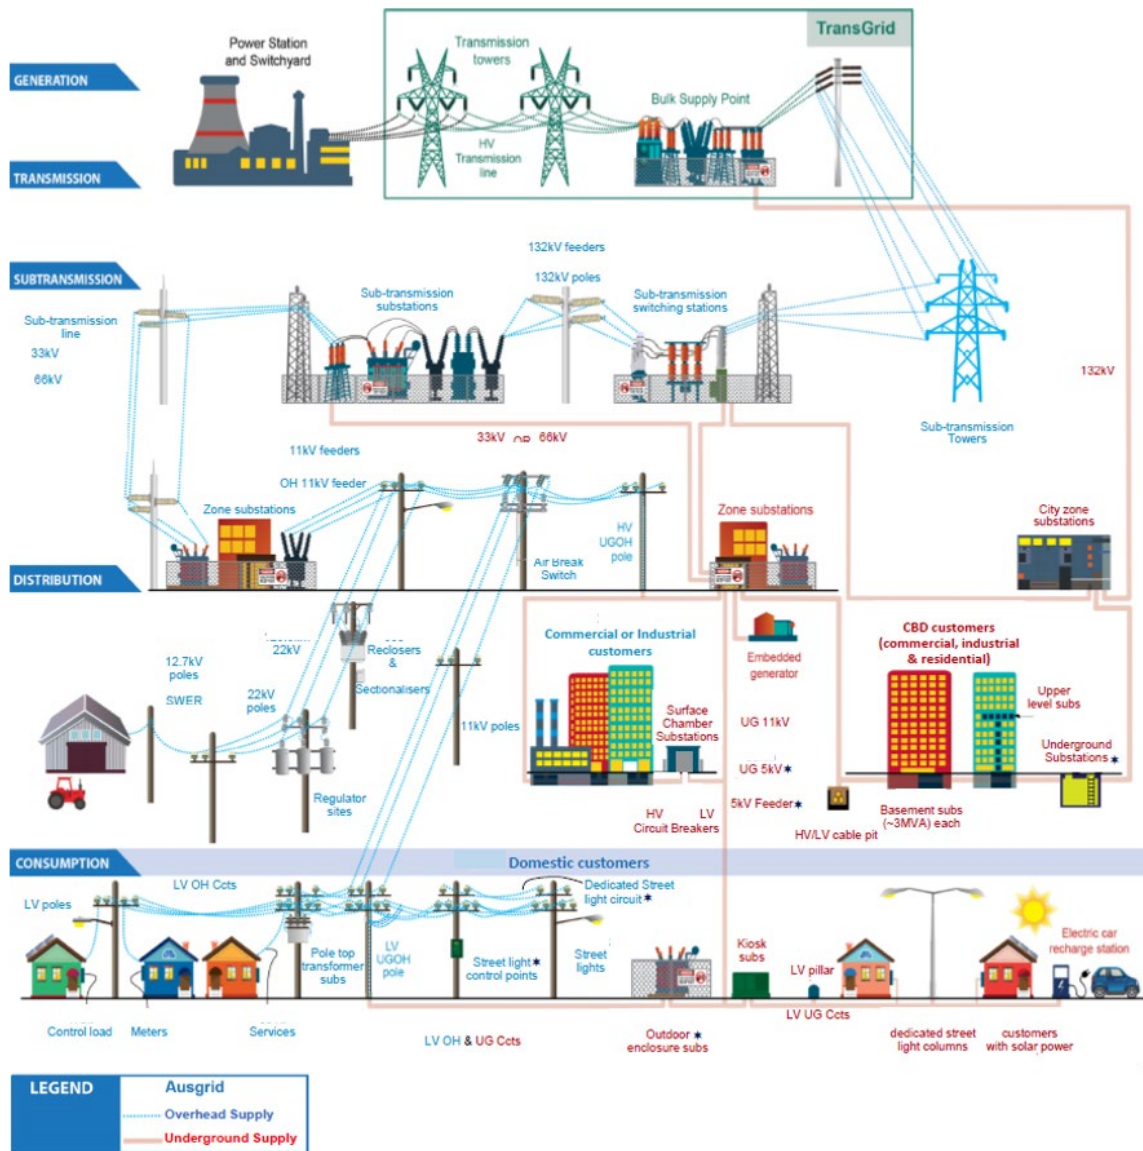 TransGrid
Power Station
and Switchyard
Transmission
towers
GENERATION
Bulk Supply Point
HV
Transmission
line
TRANSMISSION
132kV feeders
SUBTRANSMISSION
132kV poles
Sub-transmission
substations
Sub-transmission
switching stations
Sub-transmission
line
33kV
66kV
132kV
Sub-transmission
Towers
33kV OR 66kV
11kV feeders
OH 11kV feeder
Zone substations
HV
UGOH
pole
Zone substations
City zone
substations
Air Break
Switch
DISTRIBUTION
Commercial or Industrial
customers
CBD customers
(commercial, industrial
& residential)
22kV
Reclosers
&
Sectionalisers
12.7kV
poles
SWER
22kV
poles
Embedded
generator
11kV poles
Surface
Chamber
Substations
UG 11kV
Upper
level subs
Underground
Substations
UG 5kV
Regulator
sites
5kV Feeder
HV LV
Circuit Breakers
HV/LV cable pit
Basement subs
(~3MVA) each
CONSUMPTION
Domestic customers
LV OH Ccts
Dedicated Street
light circuit
LV poles
Pole top
transformer
subs
LV
UGOH
pole
Street light
control points
Street
lights
Kiosk
subs
LV pillar
Electric car
recharge station
LV UG Ccts
Control load
Meters
Services
LV OH & UG Ccts
Outdoor
enclosure subs
dedicated street
light columns
customers
with solar power
LEGEND
Ausgrid
Overhead Supply
Underground Supply